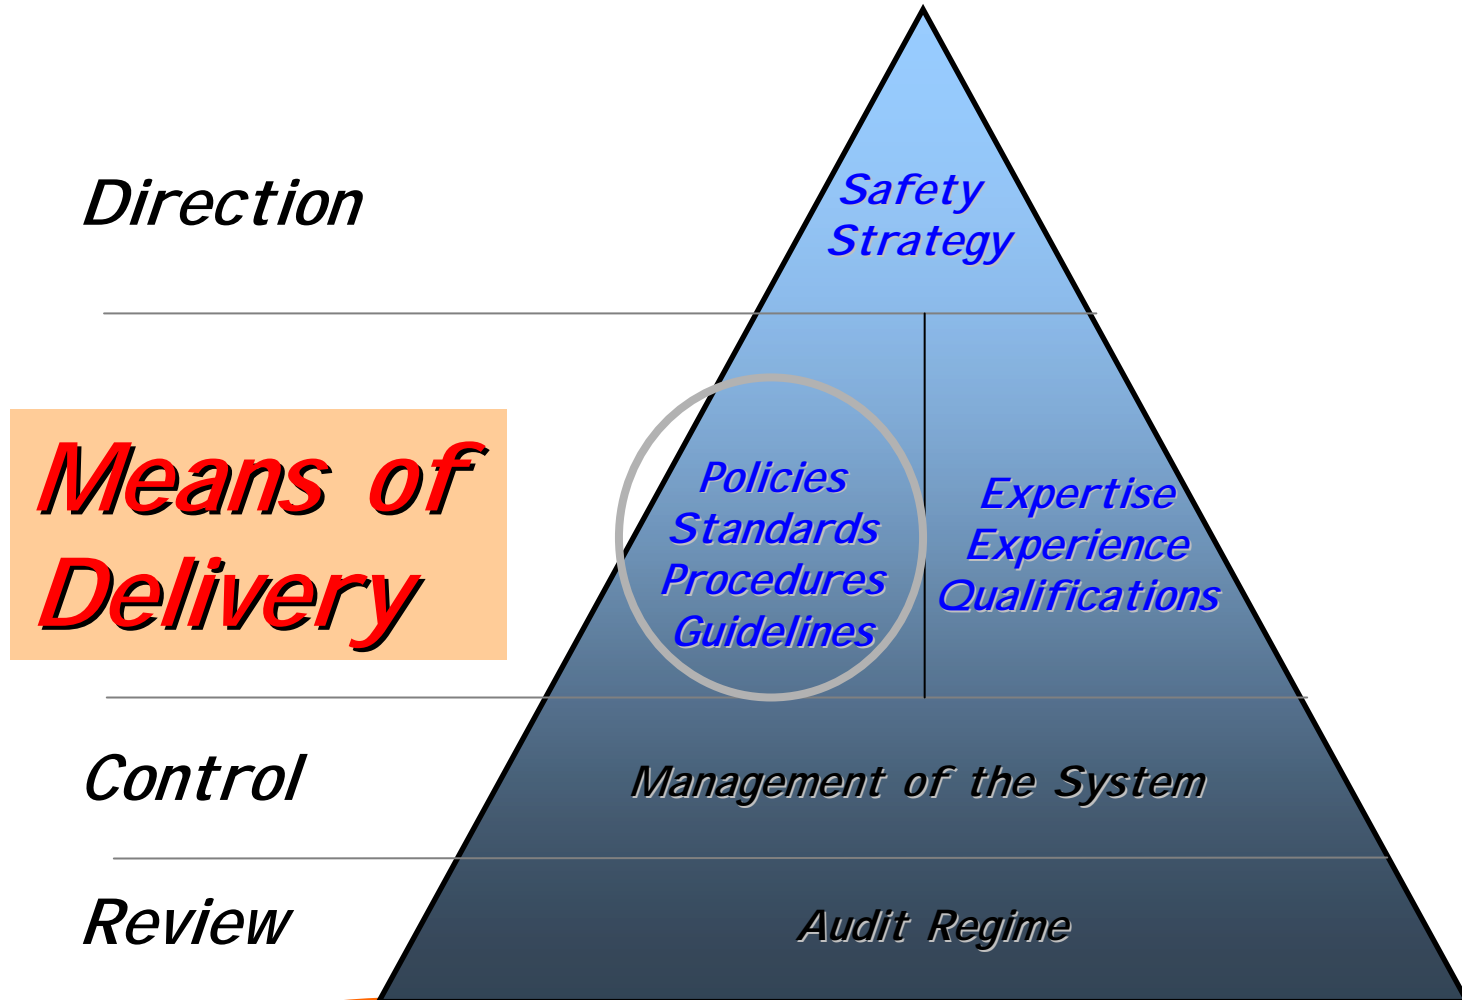 Direction
Safety
Strategy
Means of
Delivery
Policies
Standards
Procedures
Guidelines
Expertise
Experience
Qualifications
Control
Management of the System
Review
Audit Regime